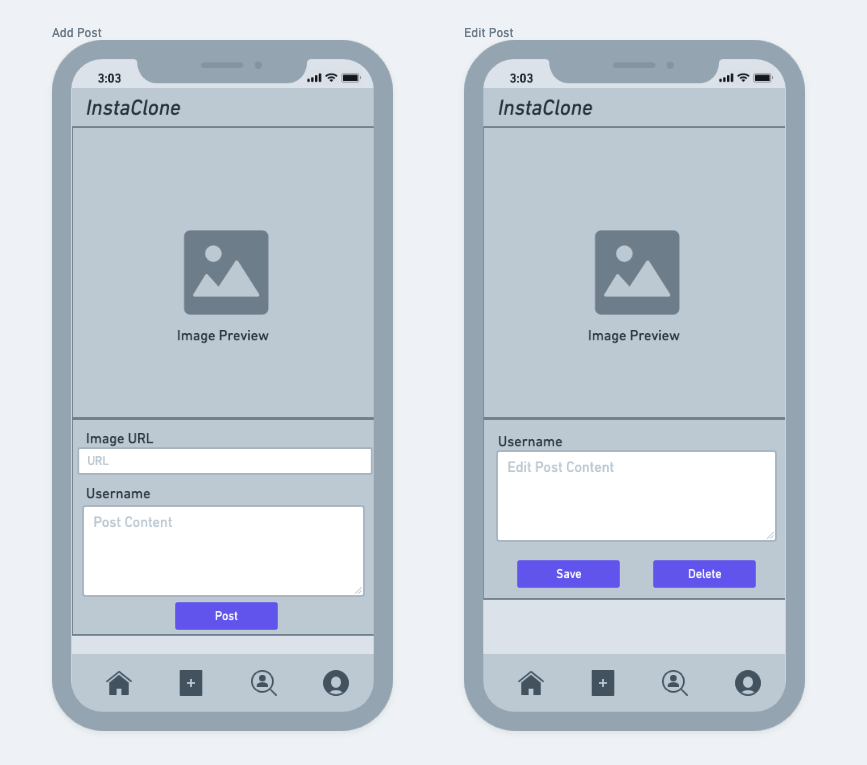 Add Post
3:03
InstaClone
Image Preview
Image URL
URL
Username
Post Content
Post
Edit Post
3:03
InstaClone
Image Preview
Username
Edit Post Content
Save
Delete